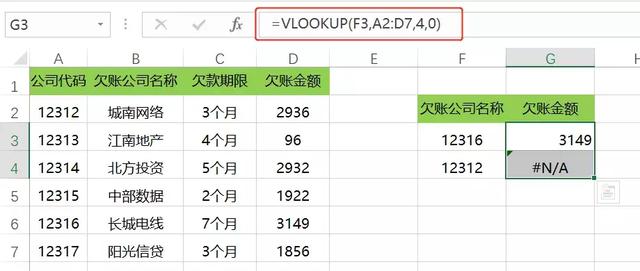 G3 fx =VLOOKUP(F3,A2:D7,4,0)
A B C D E F G H
1 公司代码 欠账公司名称 欠款期限 欠账金额
2 12312 城南网络 3个月 2936 欠账公司名称 欠账金额
3 12313 江南地产 4个月 96 12316 3149
4 12314 北方投资 5个月 2932 12312 #N/A
5 12315 中部数据 2个月 1922
6 12316 长城电线 7个月 3149
7 12317 阳光信贷 3个月 1856